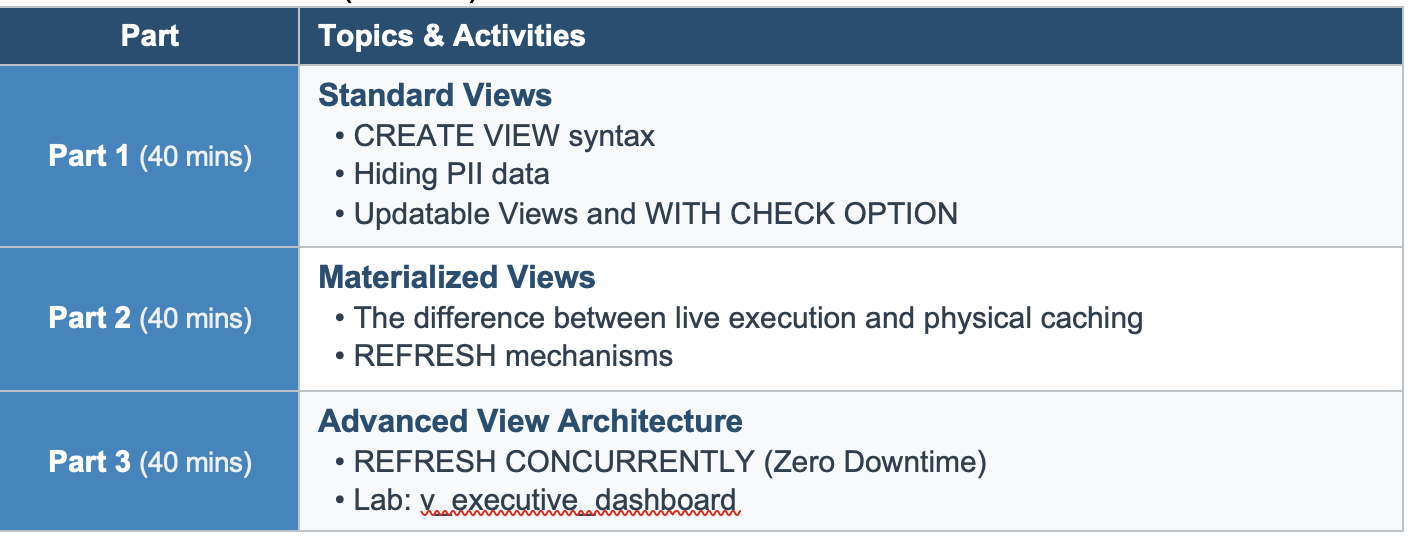 Part
Topics & Activities
Part 1 (40 mins)
Standard Views
• CREATE VIEW syntax
• Hiding PII data
• Updatable Views and WITH CHECK OPTION
Part 2 (40 mins)
Materialized Views
• The difference between live execution and physical caching
• REFRESH mechanisms
Part 3 (40 mins)
Advanced View Architecture
• REFRESH CONCURRENTLY (Zero Downtime)
• Lab: v_executive_dashboard